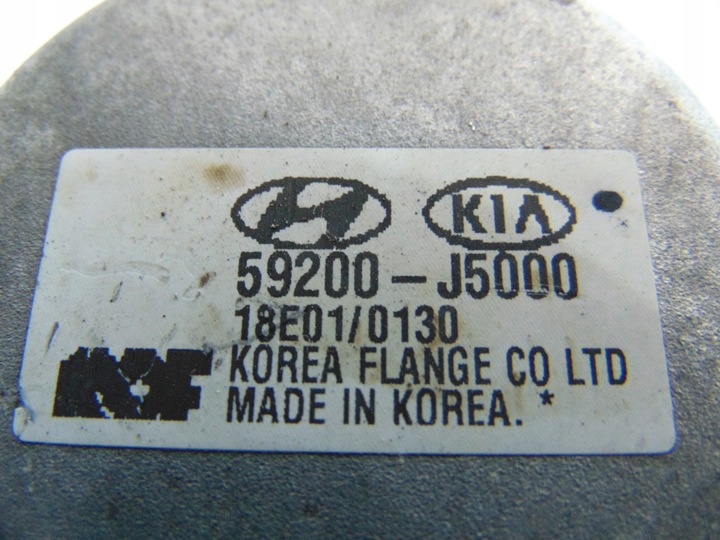 KIA
59200-J5000
18E01/0130
KOREA FLANGE CO LTD
MADE IN KOREA.*